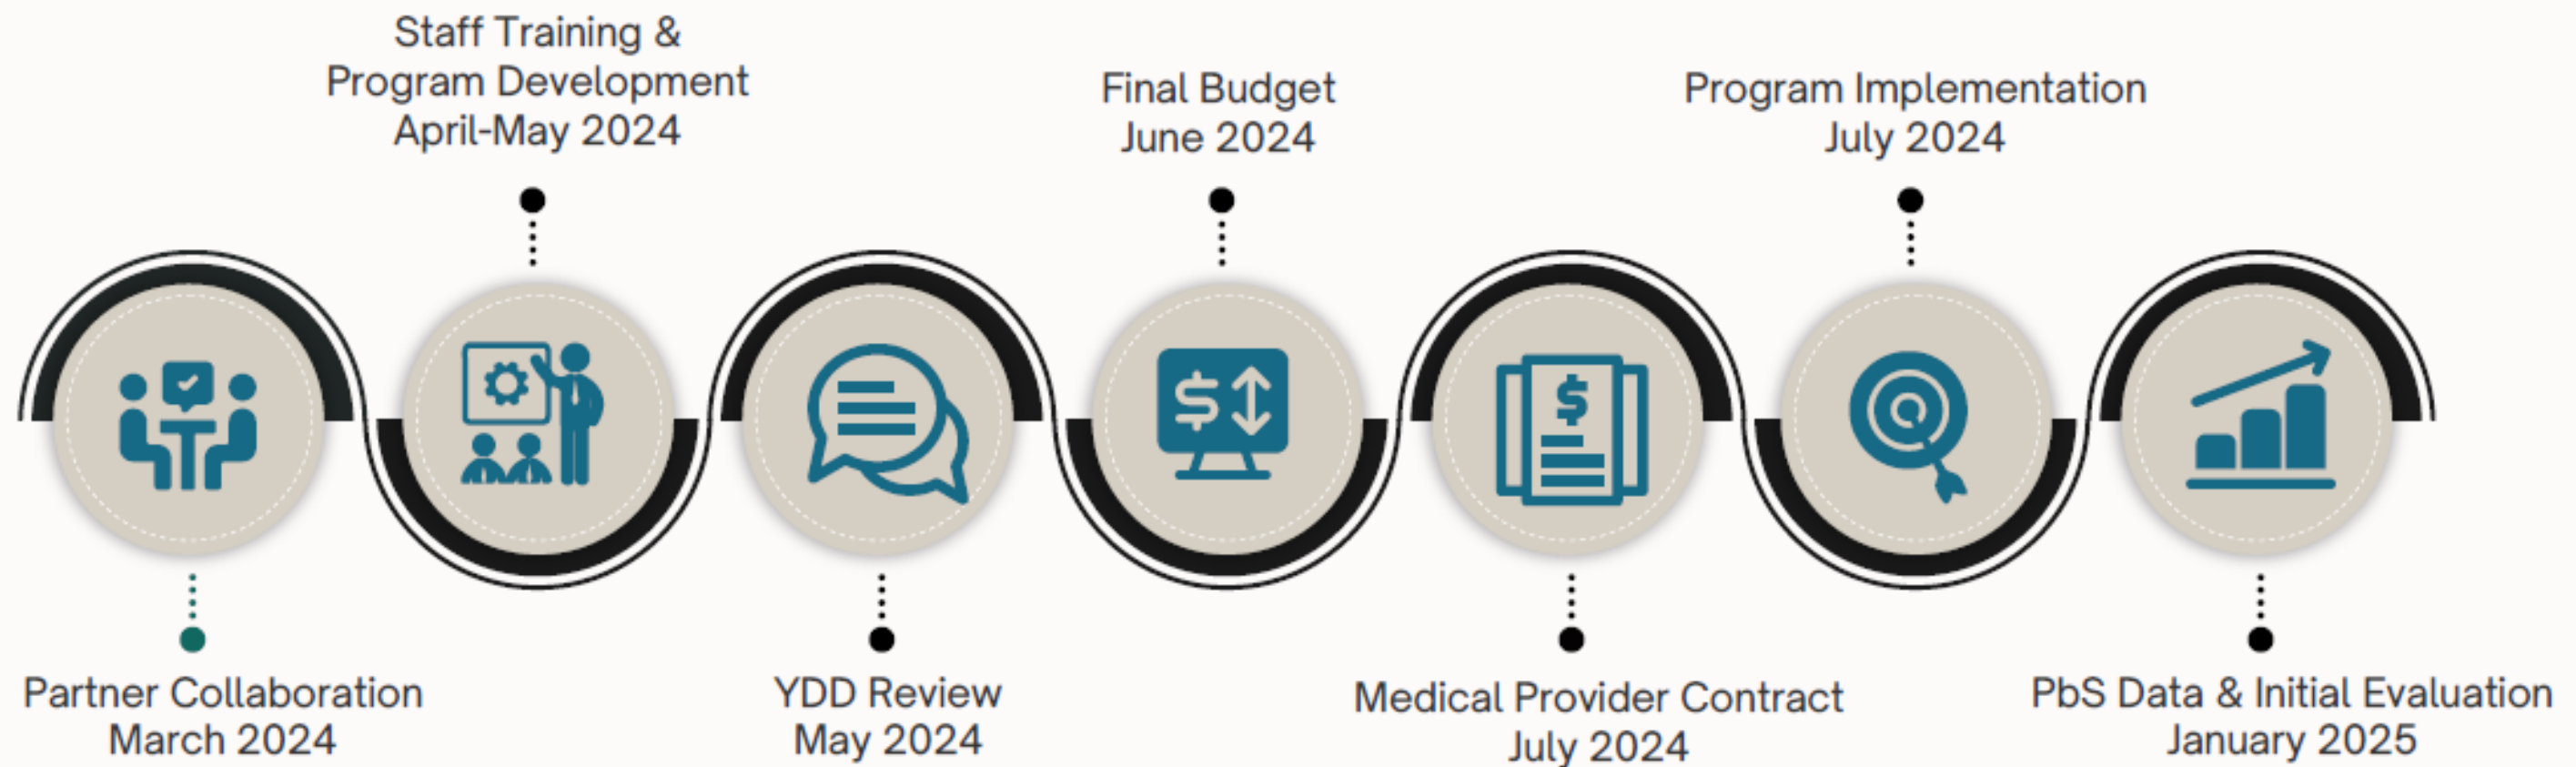 Partner Collaboration
March 2024
Staff Training &
Program Development
April-May 2024
YDD Review
May 2024
Final Budget
June 2024
$
Medical Provider Contract
July 2024
$
Program Implementation
July 2024
PbS Data & Initial Evaluation
January 2025